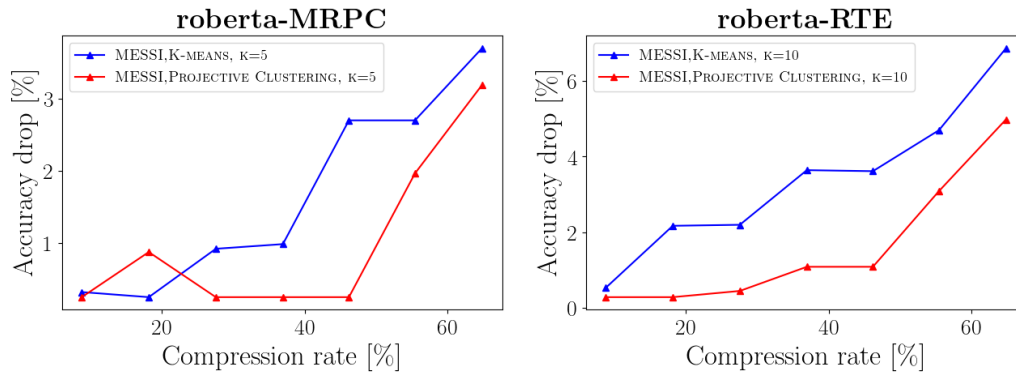 roberta-MRPC
MESSI,K-MEANS, K=5
MESSI,PROJECTIVE CLUSTERING, K=5
Accuracy drop [%]
3
2
1
20 40 60
Compression rate [%]
roberta-RTE
MESSI,K-MEANS, K=10
MESSI,PROJECTIVE CLUSTERING, K=10
Accuracy drop [%]
6
4
2
0
20 40 60
Compression rate [%]